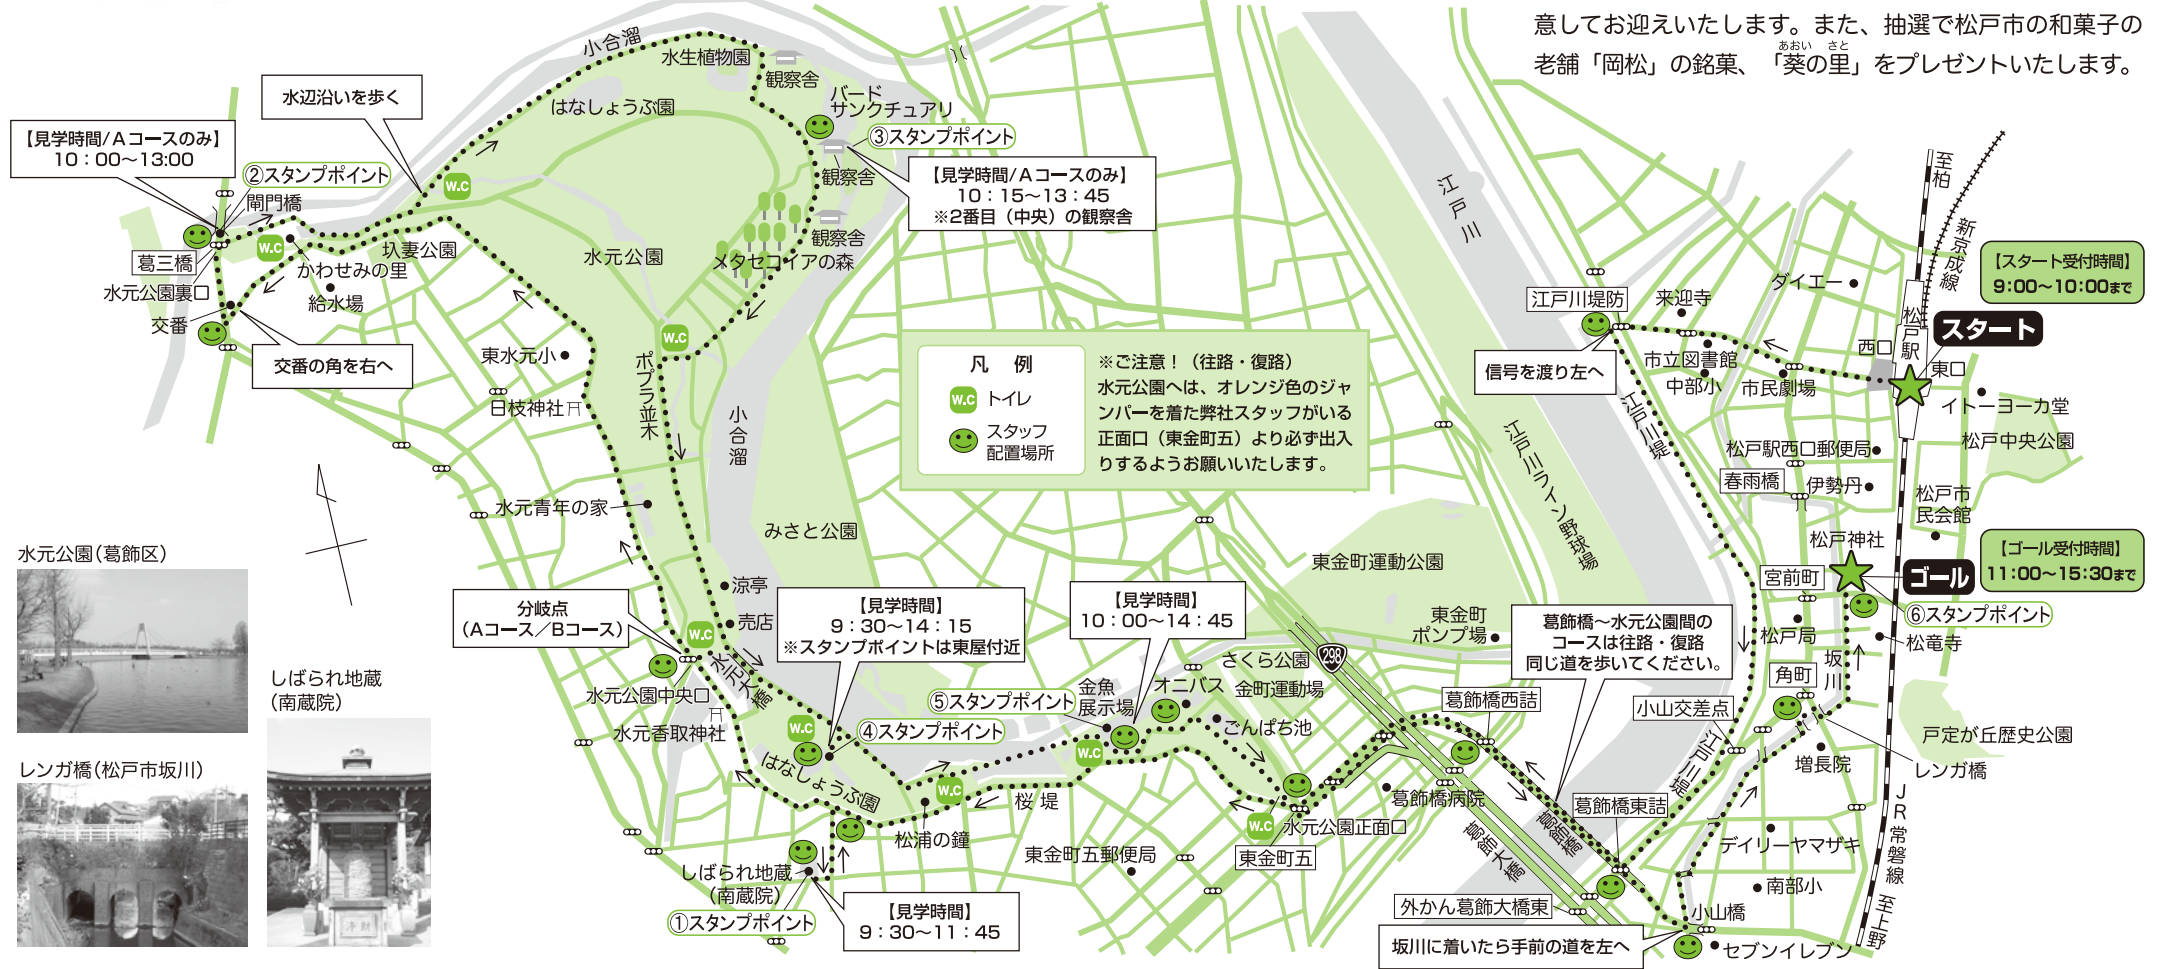 意してお迎えいたします。また、抽選で松戸市の和菓子の
あおい さと
老舗「岡松」の銘菓、「葵の里」をプレゼントいたします。
小合溜
水生植物園
観察舎
水辺沿いを歩く
はなしょうぶ園
バード
サンクチュアリ
③スタンプポイント
【見学時間/Aコースのみ】
10：00〜13:00
②スタンプポイント
閘門橋
W.C
観察舎
【見学時間/Aコースのみ】
10：15〜13：45
※2番目（中央）の観察舎
観察舎
メタセコイアの森
水元公園
圦妻公園
W.C
葛三橋
かわせみの里
水元公園裏口
給水場
交番
交番の角を右へ
東水元小
日枝神社
W.C
ポプラ並木
小合溜
凡 例
W.C トイレ
スタッフ
配置場所
※ご注意！（往路・復路）
水元公園へは、オレンジ色のジャ
ンパーを着た弊社スタッフがいる
正面口（東金町五）より必ず出入
りするようお願いいたします。
江戸川
至柏
新京成線
【スタート受付時間】
9:00〜10:00まで
ダイエー
来迎寺
江戸川堤防
松戸駅
スタート
西口
東口
市立図書館
中部小
市民劇場
信号を渡り左へ
イトーヨーカ堂
松戸中央公園
江戸川堤
江戸川ライン野球場
松戸駅西口郵便局
春雨橋
伊勢丹
松戸市
民会館
水元青年の家
みさと公園
東金町運動公園
松戸神社
【ゴール受付時間】
11:00〜15:30まで
宮前町
ゴール
⑥スタンプポイント
水元公園（葛飾区）
涼亭
売店
分岐点
（Aコース／Bコース）
W.C
【見学時間】
9：30〜14：15
※スタンプポイントは東屋付近
【見学時間】
10：00〜14：45
東金町
ポンプ場
葛飾橋〜水元公園間の
コースは往路・復路
同じ道を歩いてください。
松戸局
松竜寺
坂川
角町
さくら公園
298
水元公園中央口
水元大橋
しばられ地蔵
（南蔵院）
オニバス
金町運動場
金魚
展示場
⑤スタンプポイント
葛飾橋西詰
小山交差点
水元香取神社
W.C
④スタンプポイント
ごんぱち池
江戸川堤
戸定が丘歴史公園
増長院
レンガ橋
レンガ橋（松戸市坂川）
はなしょうぶ園
W.C
W.C
桜堤
葛飾橋病院
葛飾橋東詰
JR常磐線
松浦の鐘
W.C
水元公園正面口
葛飾大橋
葛飾橋
東金町五郵便局
東金町五
デイリーヤマザキ
しばられ地蔵
（南蔵院）
南部小
①スタンプポイント
【見学時間】
9：30〜11：45
外かん葛飾大橋東
小山橋
至上野
坂川に着いたら手前の道を左へ
セブンイレブン
浄財